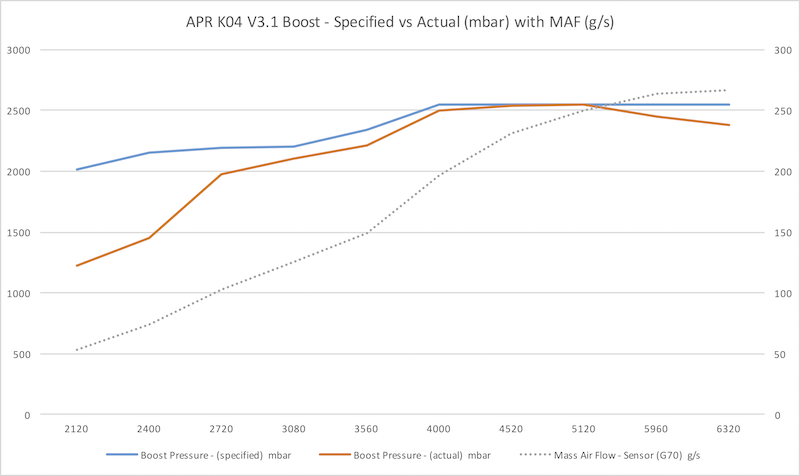 APR K04 V3.1 Boost - Specified vs Actual (mbar) with MAF (g/s)
3000 300
2500 250
2000 200
1500 150
1000 100
500 50
0 0
2120 2400 2720 3080 3560 4000 4520 5120 5960 6320
Boost Pressure - (specified) mbar Boost Pressure - (actual) mbar Mass Air Flow - Sensor (G70) g/s